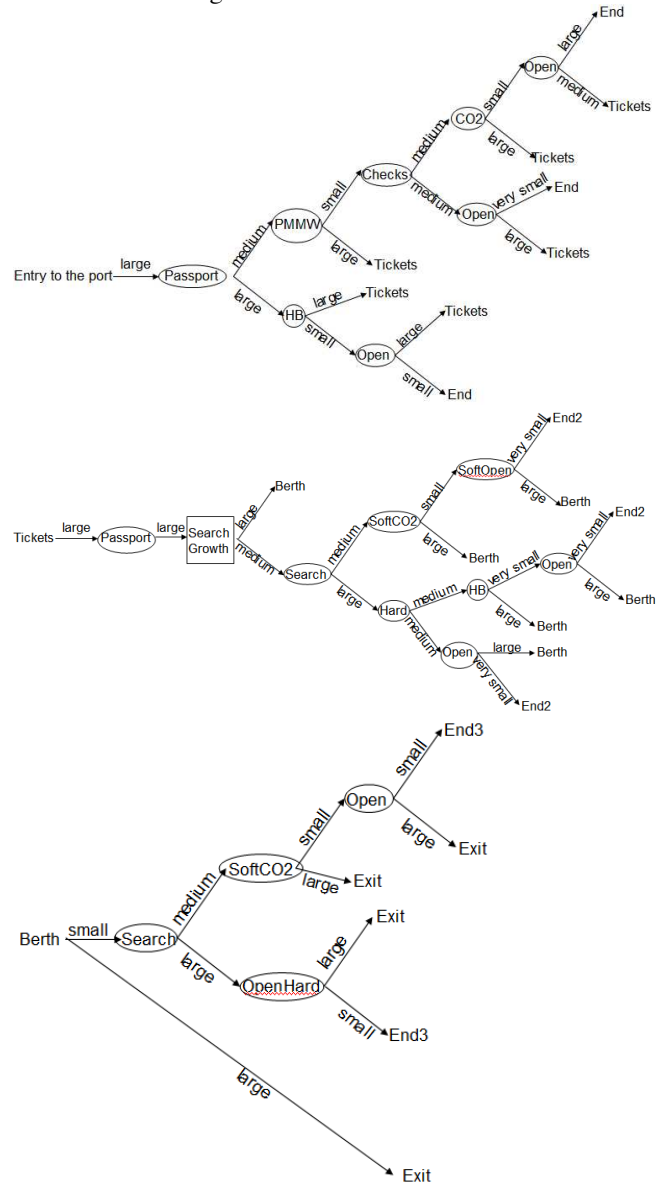 End
large
Open
small
medium
Tickets
CO2
medium
large
Tickets
Checks
small
medium
very small
End
Open
large
Tickets
PMMW
medium
large
Tickets
Entry to the port
large
Passport
large
HB
large
Tickets
small
Open
large
Tickets
small
End
End2
very small
SoftOpen
small
large
Berth
SoftCO2
medium
large
Berth
Berth
large
Tickets
large
Passport
large
Search
Growth
medium
Search
large
Hard
medium
HB
very small
Open
very small
End2
large
Berth
large
Berth
medium
Open
large
Berth
very small
End2
End3
small
Open
small
large
Exit
SoftCO2
medium
large
Exit
Berth
small
Search
large
OpenHard
large
Exit
small
End3
large
Exit